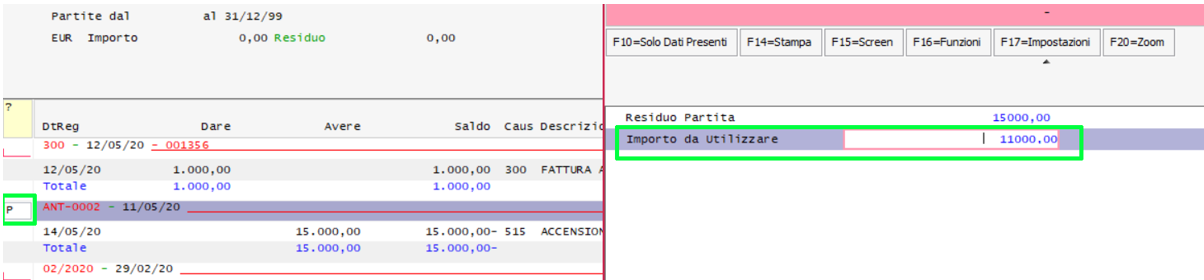 Partite dal al 31/12/99
EUR Importo 0,00 Residuo 0,00
?
DtReg Dare Avere Saldo Caus Descrizio
300 - 12/05/20 - 001356
12/05/20 1.000,00 1.000,00 300 FATTURA A
Totale 1.000,00 1.000,00
P ANT-0002 - 11/05/20
14/05/20 15.000,00 15.000,00- 515 ACCENSION
Totale 15.000,00 15.000,00-
02/2020 - 29/02/20
-
F10=Solo Dati Presenti F14=Stampa F15=Screen F16=Funzioni F17=Impostazioni F20=Zoom
Residuo Partita 15000,00
Importo da Utilizzare 11000,00